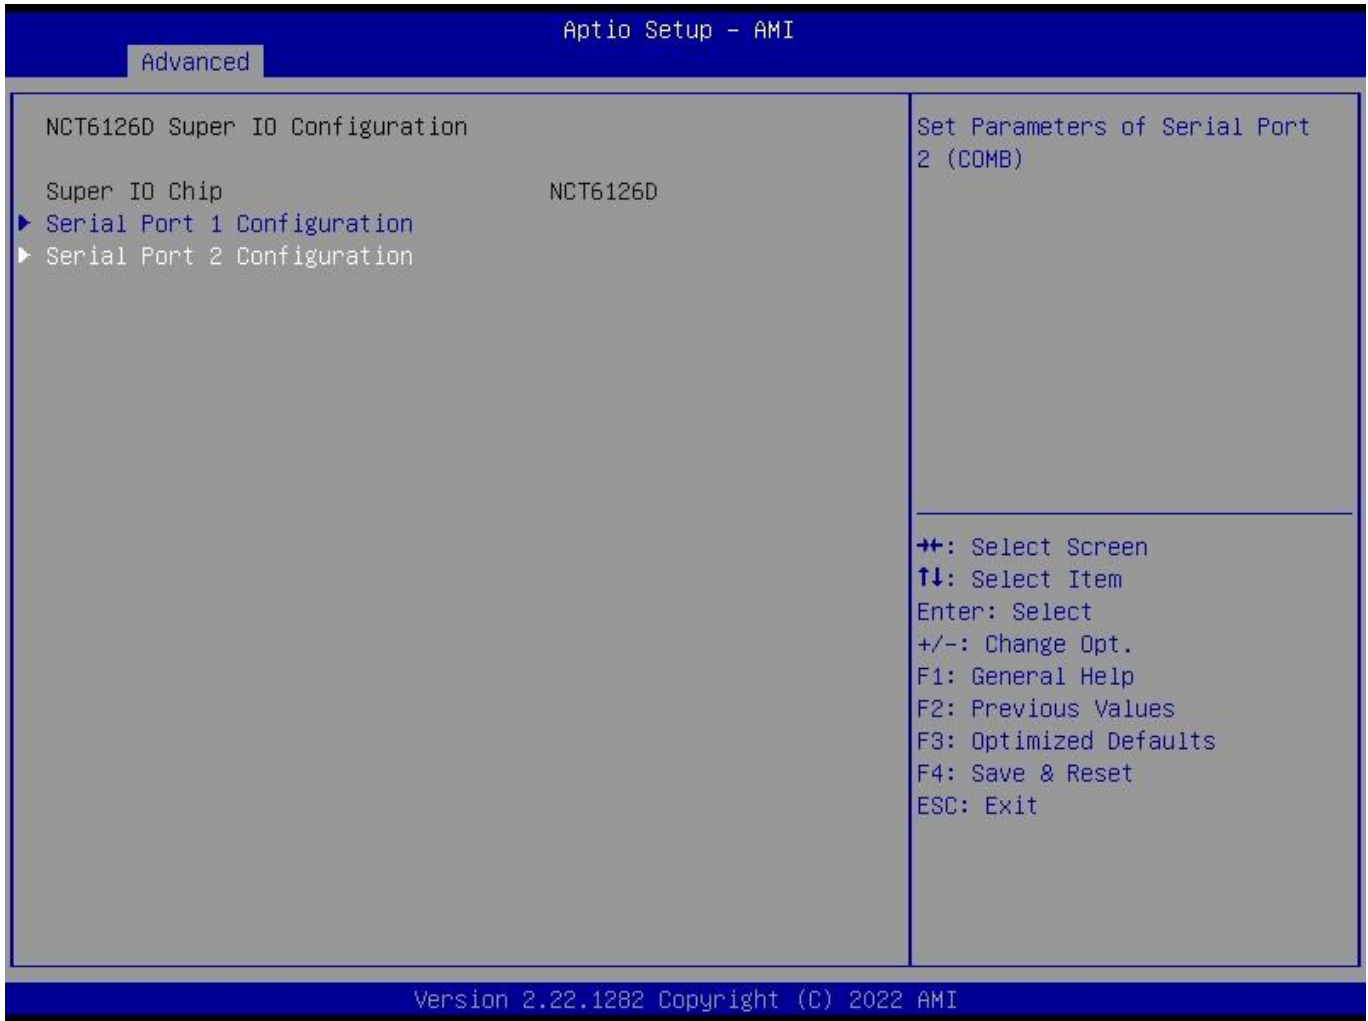 Aptio Setup – AMI
Advanced
NCT6126D Super IO Configuration
Super IO Chip NCT6126D
Serial Port 1 Configuration
Serial Port 2 Configuration
Set Parameters of Serial Port
2 (COMB)
→←: Select Screen
↑↓: Select Item
Enter: Select
+/-: Change Opt.
F1: General Help
F2: Previous Values
F3: Optimized Defaults
F4: Save & Reset
ESC: Exit
Version 2.22.1282 Copyright (C) 2022 AMI